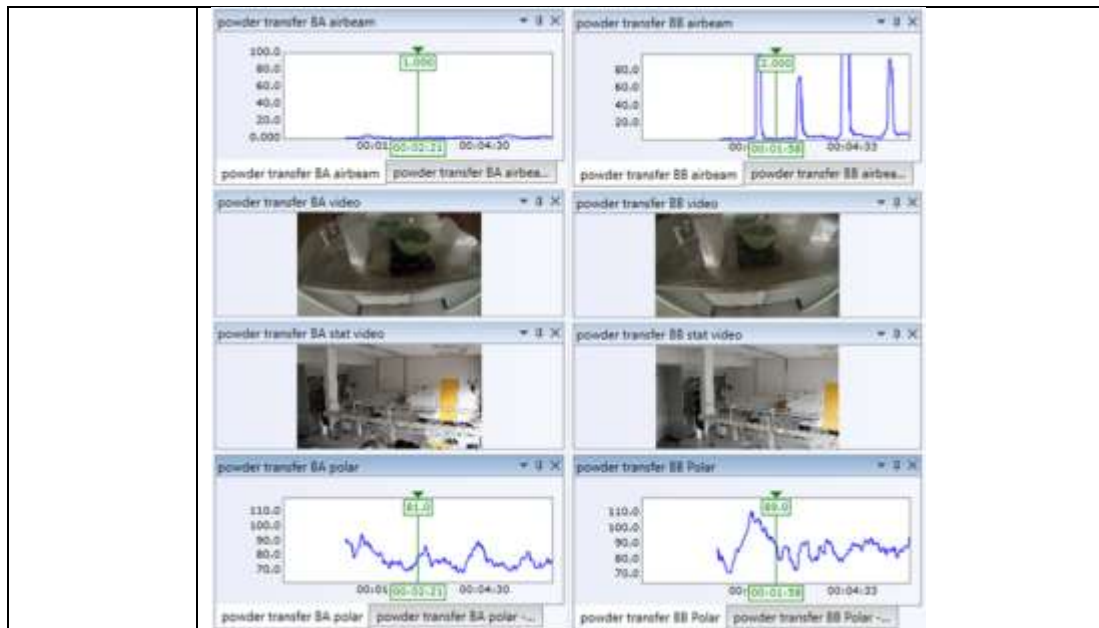 powder transfer BA airbeam
100.0
80.0
60.0
40.0
20.0
0.000
1.000
00:01
00:02:21
00:04:30
powder transfer BA airbeam
powder transfer BA airbea...
powder transfer BB airbeam
80.0
60.0
40.0
20.0
2.000
00:01:58
00:04:33
powder transfer BB airbeam
powder transfer BB airbea...
powder transfer BA video
powder transfer BB video
powder transfer BA stat video
powder transfer BB stat video
powder transfer BA polar
110.0
100.0
90.0
80.0
70.0
81.0
00:01
00:02:21
00:04:30
powder transfer BA polar
powder transfer BA polar -...
powder transfer BB Polar
110.0
100.0
90.0
80.0
70.0
00:01:58
00:04:33
powder transfer BB Polar
powder transfer BB Polar -...